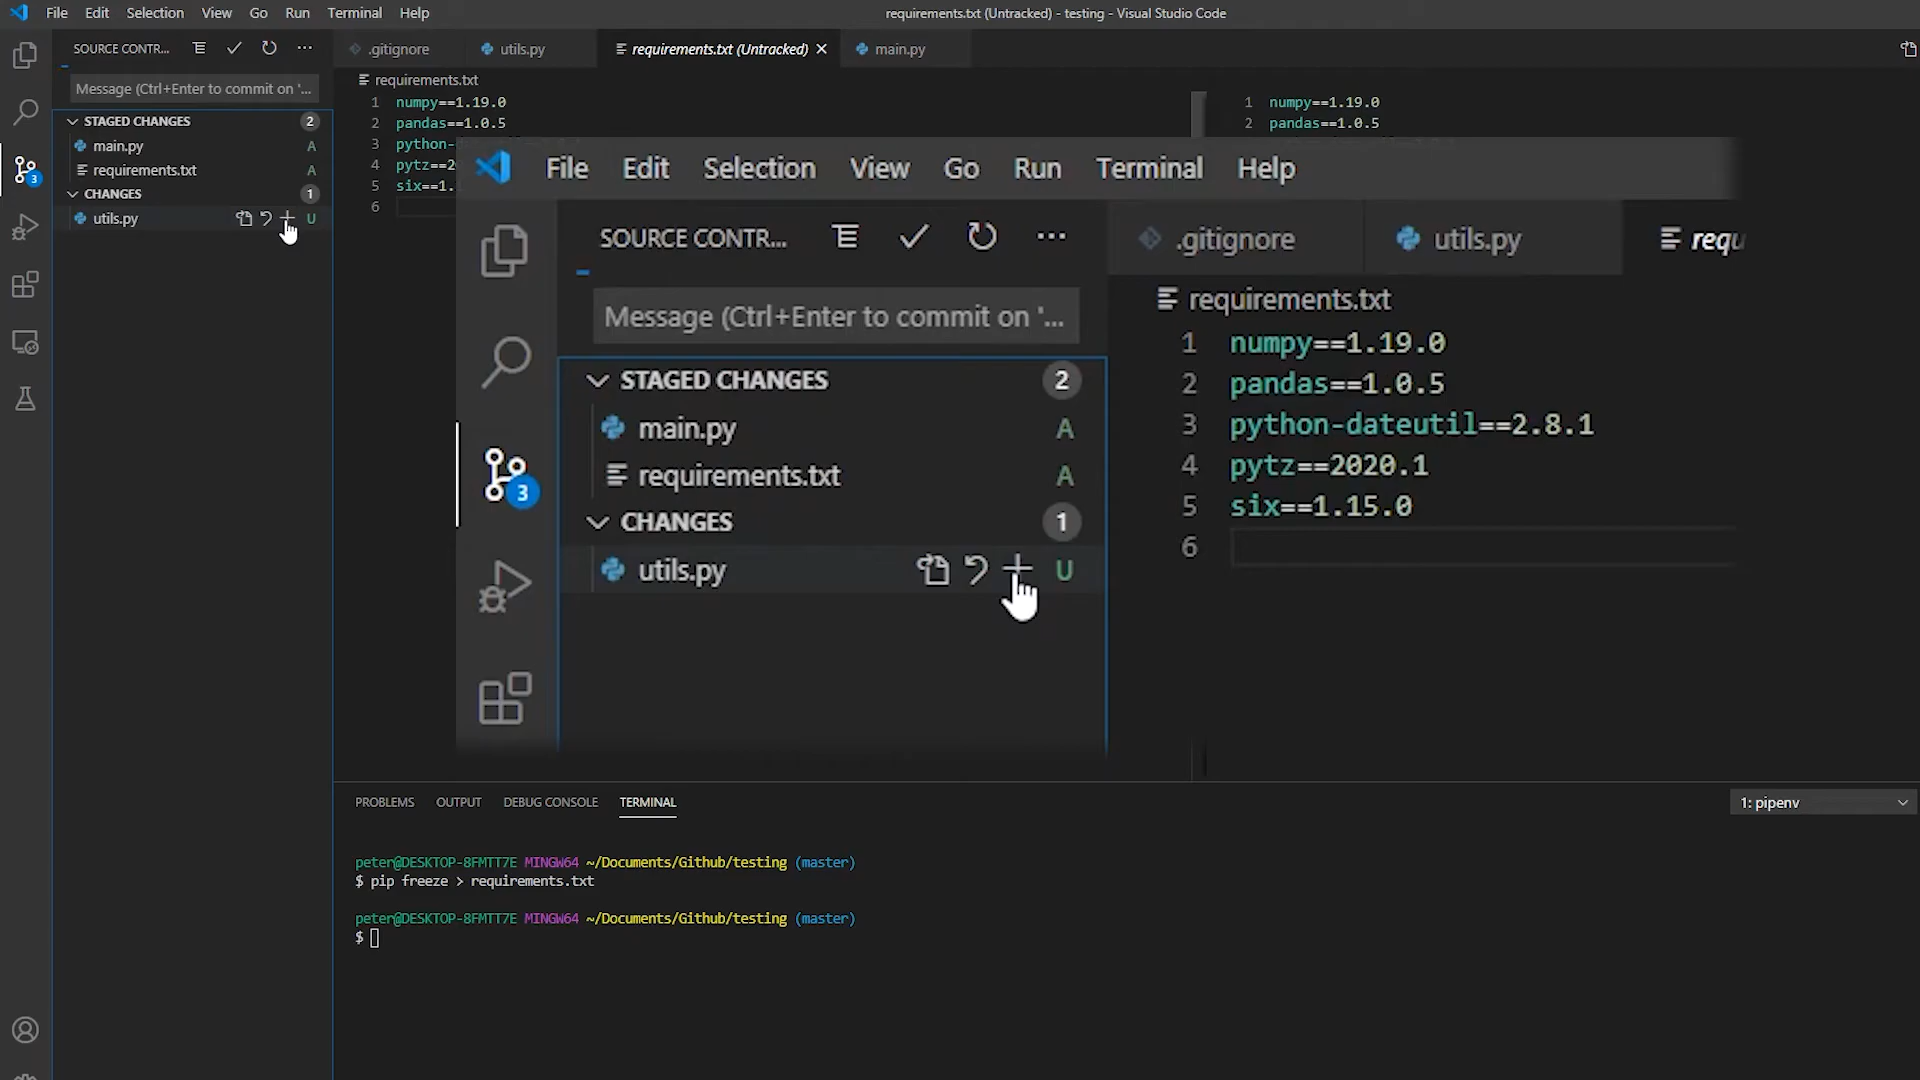 File Edit Selection View Go Run Terminal Help
requirements.txt (Untracked) - testing - Visual Studio Code
SOURCE CONTR...
.gitignore
utils.py
requirements.txt (Untracked)
main.py
Message (Ctrl+Enter to commit on '...
STAGED CHANGES 2
main.py A
requirements.txt A
CHANGES 1
utils.py U
3
requirements.txt
1 numpy==1.19.0
2 pandas==1.0.5
3 python-
4 pytz==2
5 six==1.
6
1 numpy==1.19.0
2 pandas==1.0.5
File Edit Selection View Go Run Terminal Help
SOURCE CONTR...
.gitignore
utils.py
requ
Message (Ctrl+Enter to commit on '...
STAGED CHANGES 2
main.py A
requirements.txt A
CHANGES 1
utils.py U
3
requirements.txt
1 numpy==1.19.0
2 pandas==1.0.5
3 python-dateutil==2.8.1
4 pytz==2020.1
5 six==1.15.0
6
PROBLEMS OUTPUT DEBUG CONSOLE TERMINAL
1: pipenv
peter@DESKTOP-8FMTT7E MINGW64 ~/Documents/Github/testing (master)
$ pip freeze > requirements.txt
peter@DESKTOP-8FMTT7E MINGW64 ~/Documents/Github/testing (master)
$